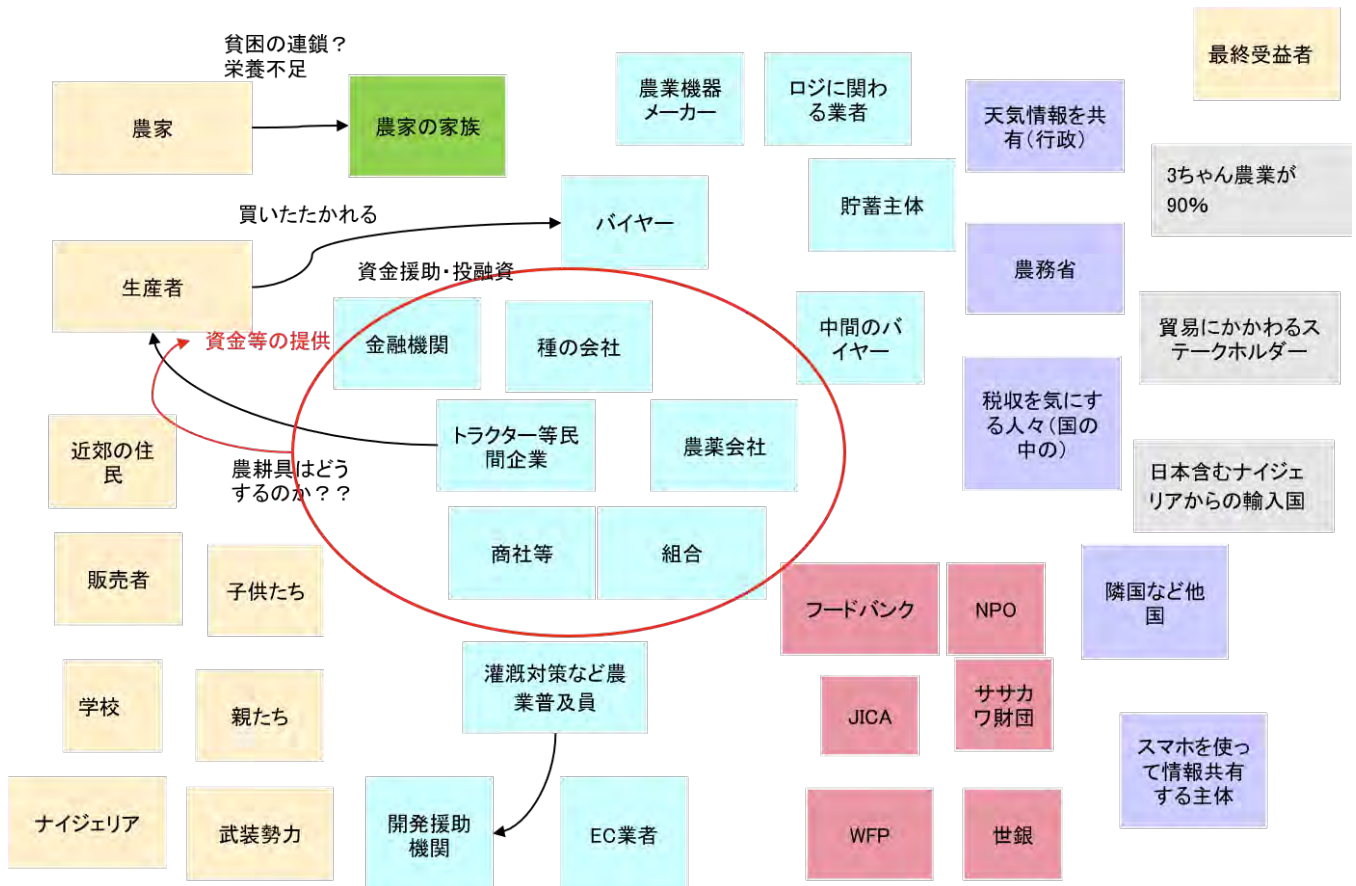 貧困の連鎖？
栄養不足
農家
農家の家族
農業機器
メーカー
ロジに関わ
る業者
天気情報を共
有（行政）
最終受益者
3ちゃん農業が
90%
貯蓄主体
買いたたかれる
バイヤー
農務省
生産者
資金援助・投融資
資金等の提供
金融機関
種の会社
中間のバ
イヤー
貿易にかかわるス
テークホルダー
税収を気にす
る人々（国の
中の）
近郊の住
民
農耕具はどう
するのか？？
トラクター等民
間企業
農薬会社
日本含むナイジェ
リアからの輸入国
商社等
組合
販売者
子供たち
フードバンク
NPO
隣国など他
国
学校
親たち
灌漑対策など農
業普及員
JICA
ササカ
ワ財団
スマホを使っ
て情報共有
する主体
ナイジェリア
武装勢力
開発援助
機関
EC業者
WFP
世銀